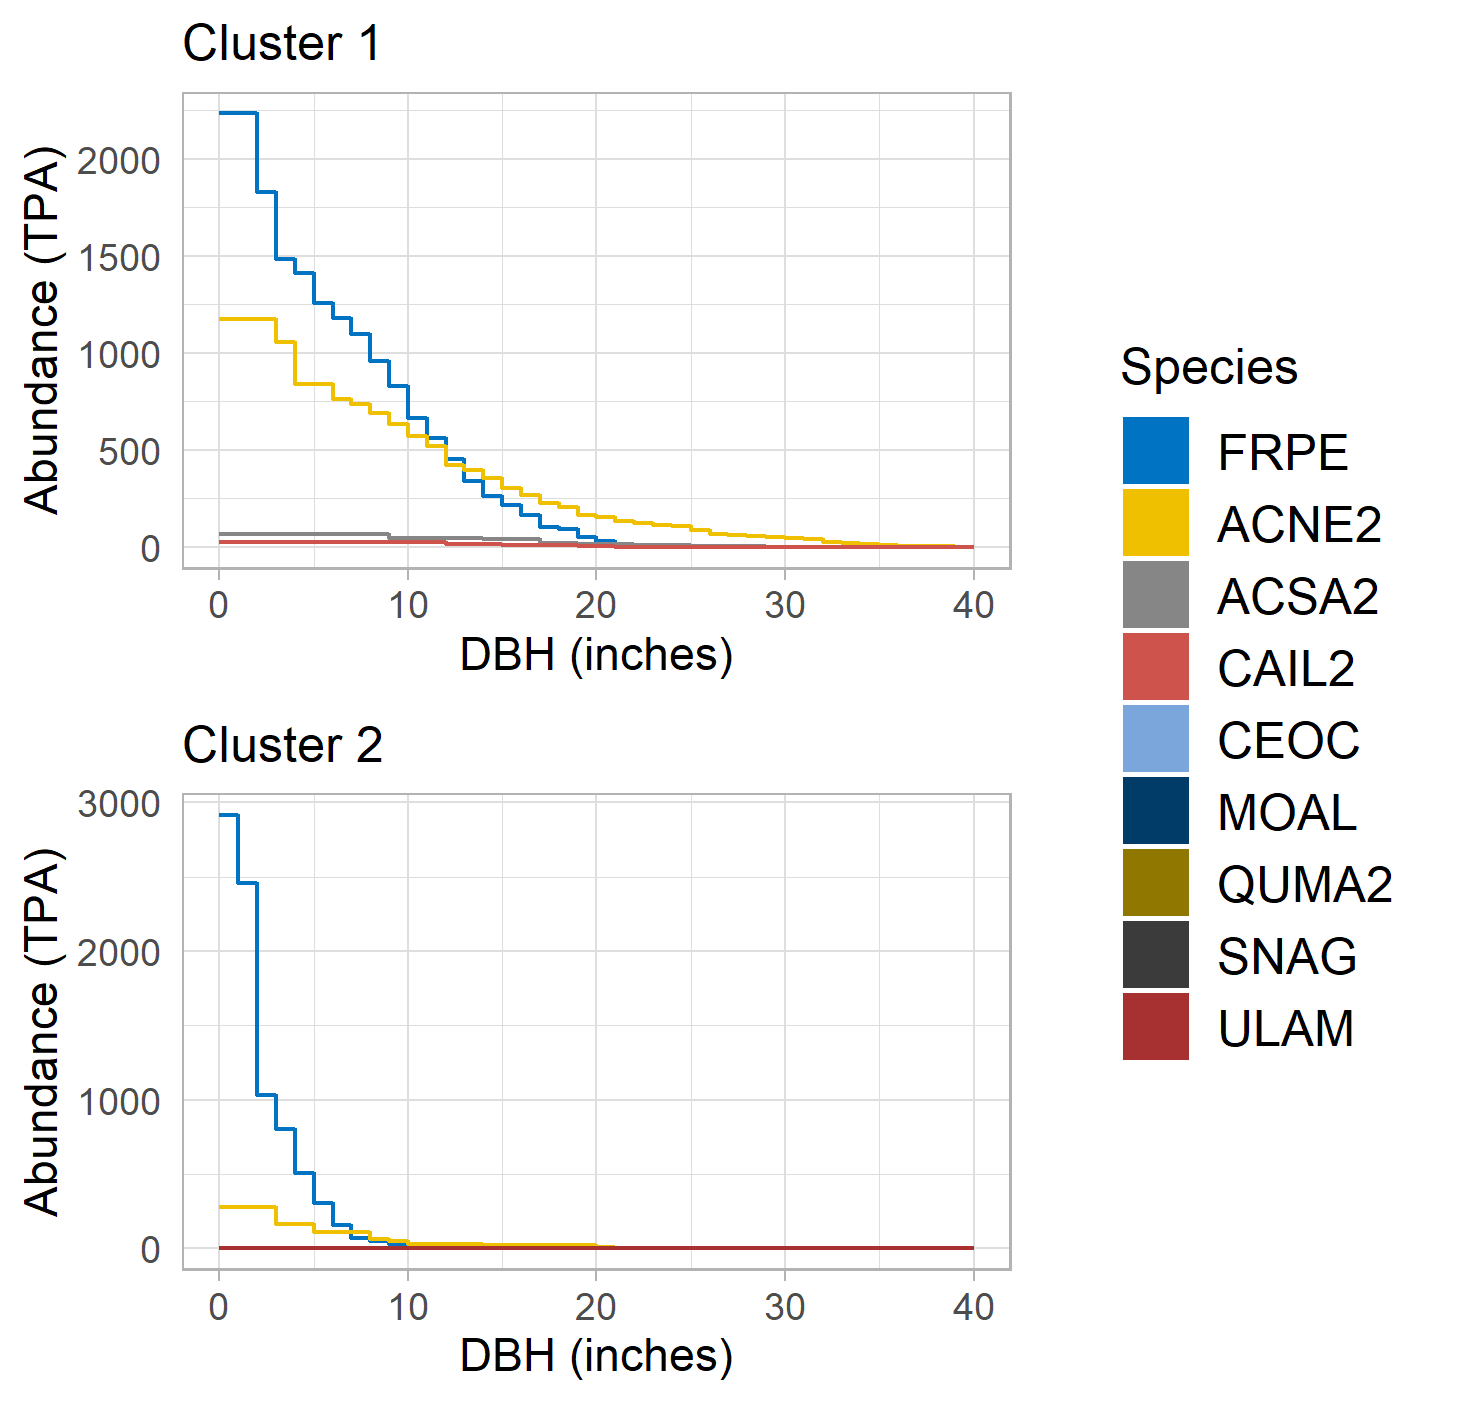 Cluster 1
Abundance (TPA)
2000
1500
1000
500
0
0 10 20 30 40
DBH (inches)
Cluster 2
Abundance (TPA)
3000
2000
1000
0
0 10 20 30 40
DBH (inches)
Species
FRPE
ACNE2
ACSA2
CAIL2
CEOC
MOAL
QUMA2
SNAG
ULAM